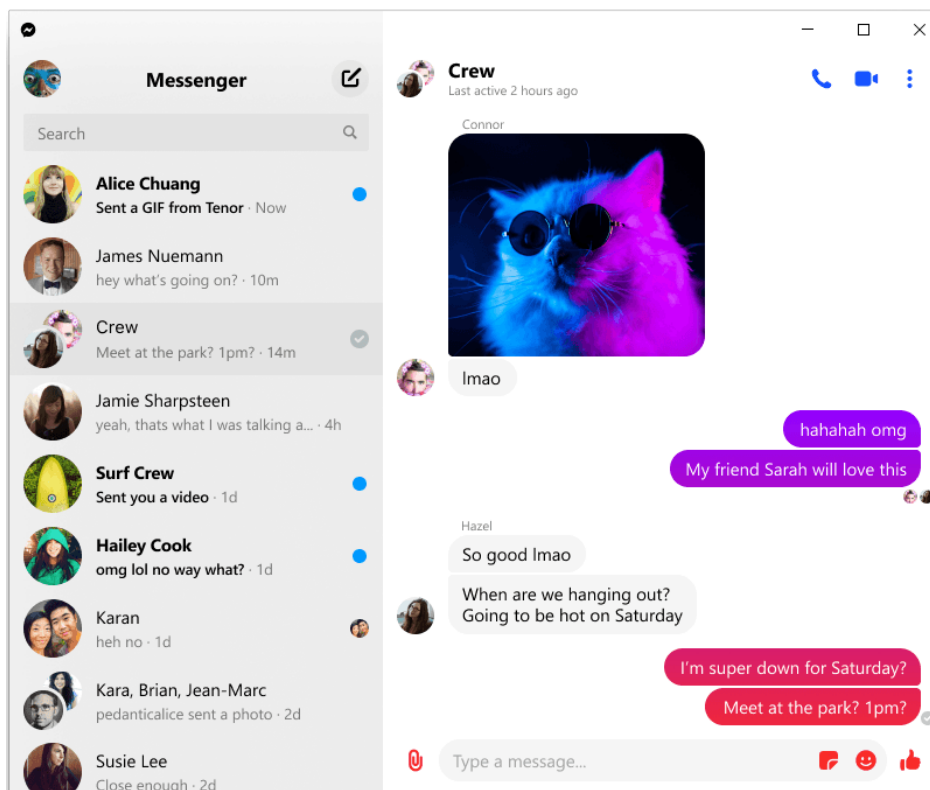 Messenger
Search
Alice Chuang
Sent a GIF from Tenor · Now
James Nuemann
hey what's going on? · 10m
Crew
Meet at the park? 1pm? · 14m
Jamie Sharpsteen
yeah, thats what I was talking a... · 4h
Surf Crew
Sent you a video · 1d
Hailey Cook
omg lol no way what? · 1d
Karan
heh no · 1d
Kara, Brian, Jean-Marc
pedanticalice sent a photo · 2d
Susie Lee
Close enough · 2d
Crew
Last active 2 hours ago
Connor
lmao
hahahah omg
My friend Sarah will love this
Hazel
So good lmao
When are we hanging out?
Going to be hot on Saturday
I'm super down for Saturday?
Meet at the park? 1pm?
Type a message...